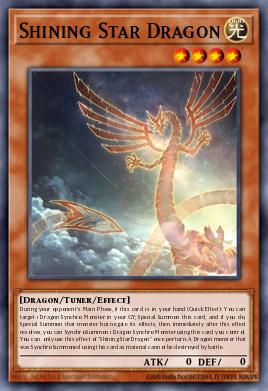 SHINING STAR DRAGON
光
[DRAGON/TUNER/EFFECT]
During your opponent's Main Phase, if this card is in your hand (Quick Effect): You can
target 1 Dragon Synchro Monster in your GY; Special Summon this card, and if you do,
Special Summon that monster but negate its effects, then immediately after this effect
resolves, you can Synchro Summon 1 Dragon Synchro Monster using this card you control.
You can only use this effect of "Shining Star Dragon" once per turn. A Dragon monster that
was Synchro Summoned using this card as material cannot be destroyed by battle.
ATK/ 0 DEF/ 0
©2020 Studio Dice/SHUEISHA, TV TOKYO, KONAMI